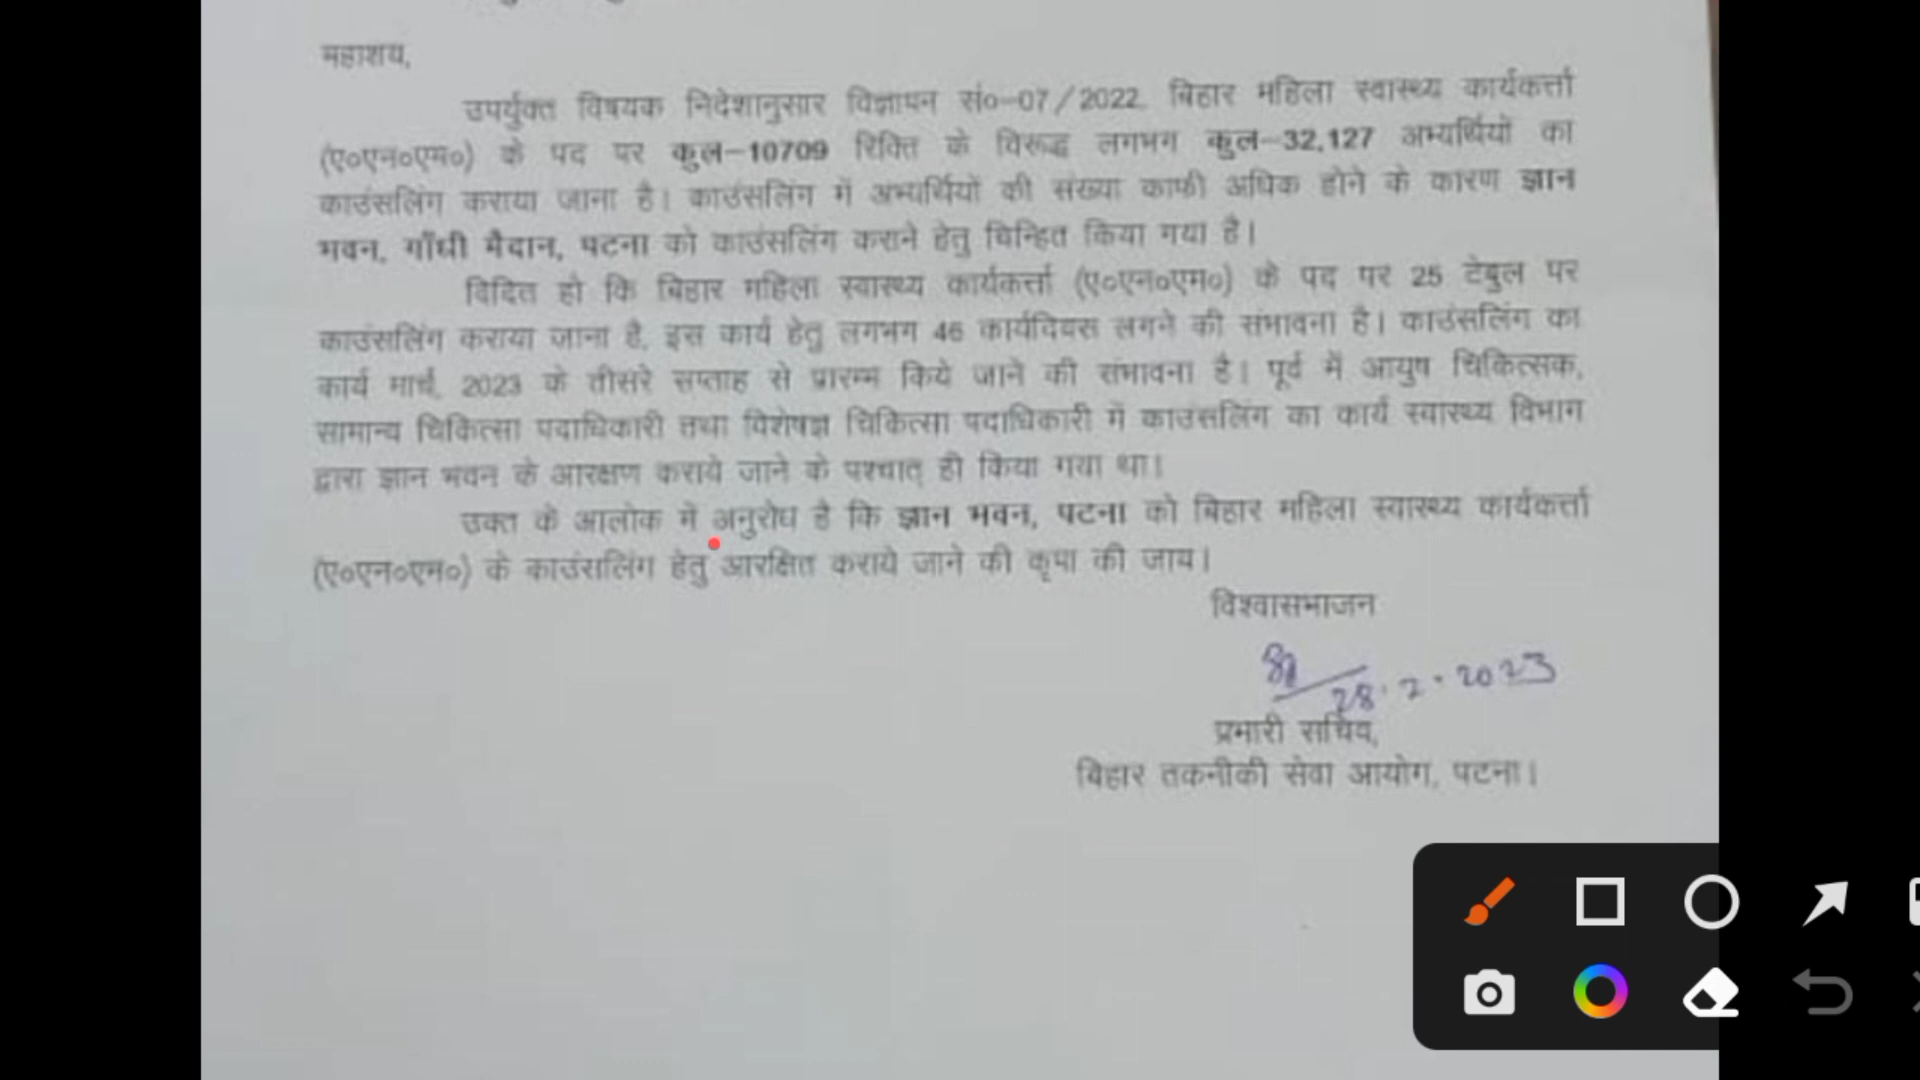 महाशय,
उपर्युक्त विषयक निदेशानुसार विज्ञापन सं०-07/2022, बिहार महिला स्वास्थ्य कार्यकर्त्ता
(ए०एन०एम०) के पद पर कुल-10709 रिक्ति के विरूद्ध लगभग कुल-32,127 अभ्यर्थियों का
काउंसलिंग कराया जाना है। काउंसलिंग में अभ्यर्थियों की संख्या काफी अधिक होने के कारण ज्ञान
भवन, गाँधी मैदान, पटना को काउंसलिंग कराने हेतु चिन्हित किया गया है।
विदित हो कि बिहार महिला स्वास्थ्य कार्यकर्त्ता (ए०एन०एम०) के पद पर 25 टेबुल पर
काउंसलिंग कराया जाना है, इस कार्य हेतु लगभग 46 कार्यदिवस लगने की संभावना है। काउंसलिंग का
कार्य मार्च, 2023 के तीसरे सप्ताह से प्रारम्भ किये जाने की संभावना है। पूर्व में आयुष चिकित्सक,
सामान्य चिकित्सा पदाधिकारी तथा विशेषज्ञ चिकित्सा पदाधिकारी में काउंसलिंग का कार्य स्वास्थ्य विभाग
द्वारा ज्ञान भवन के आरक्षण कराये जाने के पश्चात् ही किया गया था।
उक्त के आलोक में अनुरोध है कि ज्ञान भवन, पटना को बिहार महिला स्वास्थ्य कार्यकर्त्ता
(ए०एन०एम०) के काउंसलिंग हेतु आरक्षित कराये जाने की कृपा की जाय।
विश्वासभाजन
28.2.2023
प्रभारी सचिव,
बिहार तकनीकी सेवा आयोग, पटना।